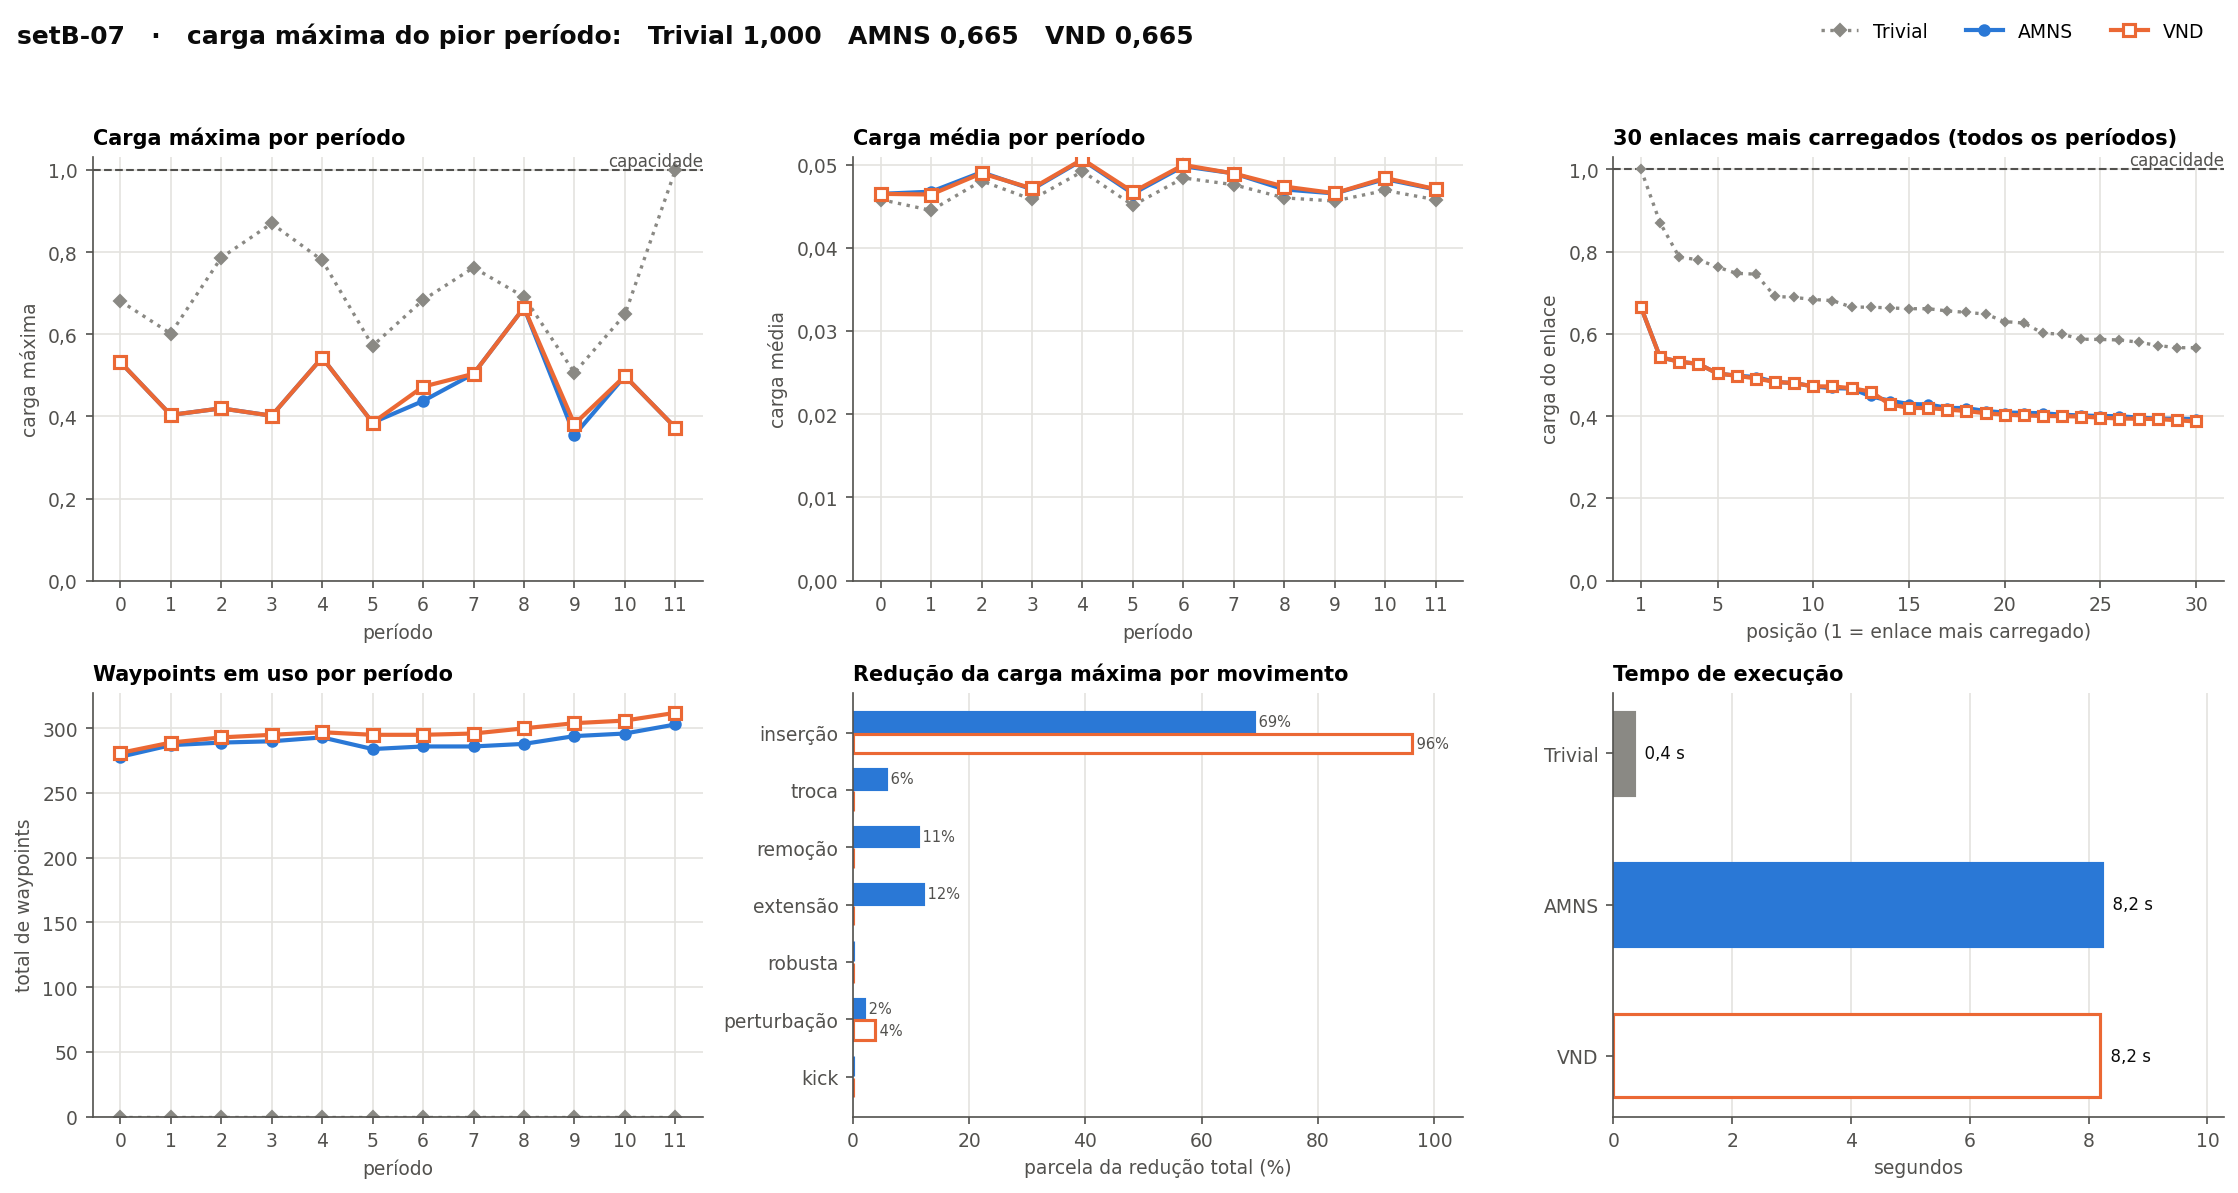 setB-07 · carga máxima do pior período: Trivial 1,000 AMNS 0,665 VND 0,665
Trivial AMNS VND
Carga máxima por período
capacidade
1,0
0,8
0,6
0,4
0,2
0,0
carga máxima
0 1 2 3 4 5 6 7 8 9 10 11
período
Carga média por período
0,05
0,04
0,03
0,02
0,01
0,00
carga média
0 1 2 3 4 5 6 7 8 9 10 11
período
30 enlaces mais carregados (todos os períodos)
capacidade
1,0
0,8
0,6
0,4
0,2
0,0
carga do enlace
1 5 10 15 20 25 30
posição (1 = enlace mais carregado)
Waypoints em uso por período
300
250
200
150
100
50
0
total de waypoints
0 1 2 3 4 5 6 7 8 9 10 11
período
Redução da carga máxima por movimento
inserção 69%
96%
troca 6%
remoção 11%
extensão 12%
robusta
perturbação 2%
4%
kick
0 20 40 60 80 100
parcela da redução total (%)
Tempo de execução
Trivial 0,4 s
AMNS 8,2 s
VND 8,2 s
0 2 4 6 8 10
segundos